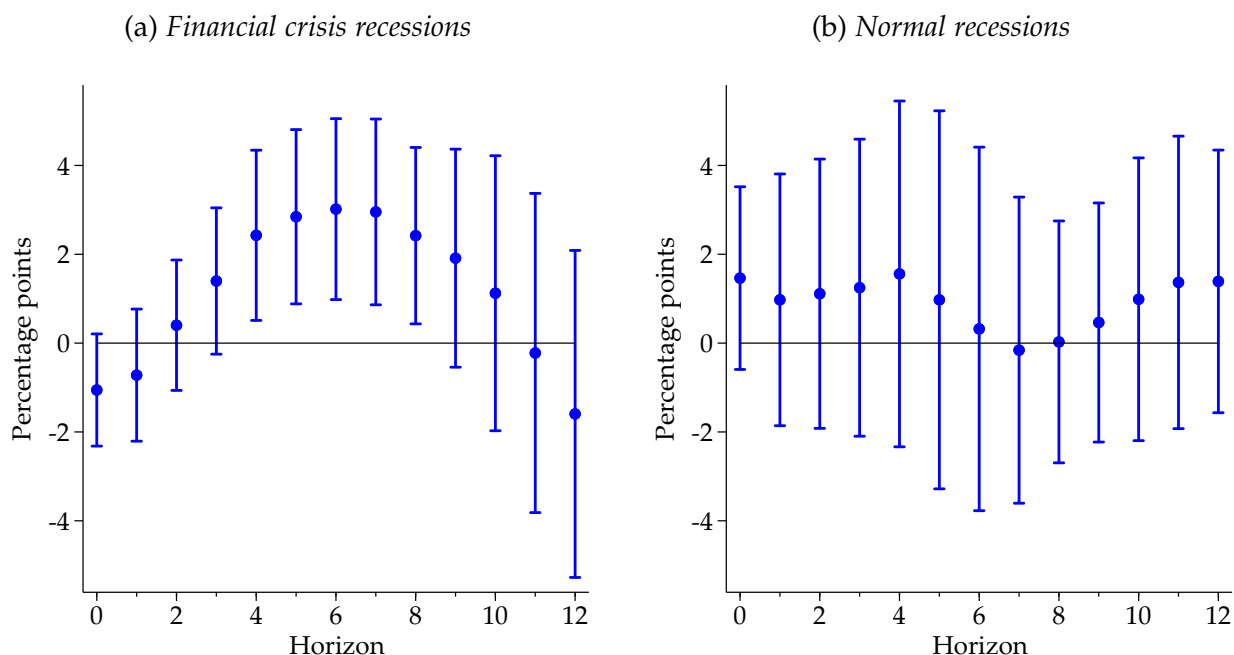 (a) Financial crisis recessions
Percentage points
4
2
0
-2
-4
0 2 4 6 8 10 12
Horizon
(b) Normal recessions
Percentage points
4
2
0
-2
-4
0 2 4 6 8 10 12
Horizon